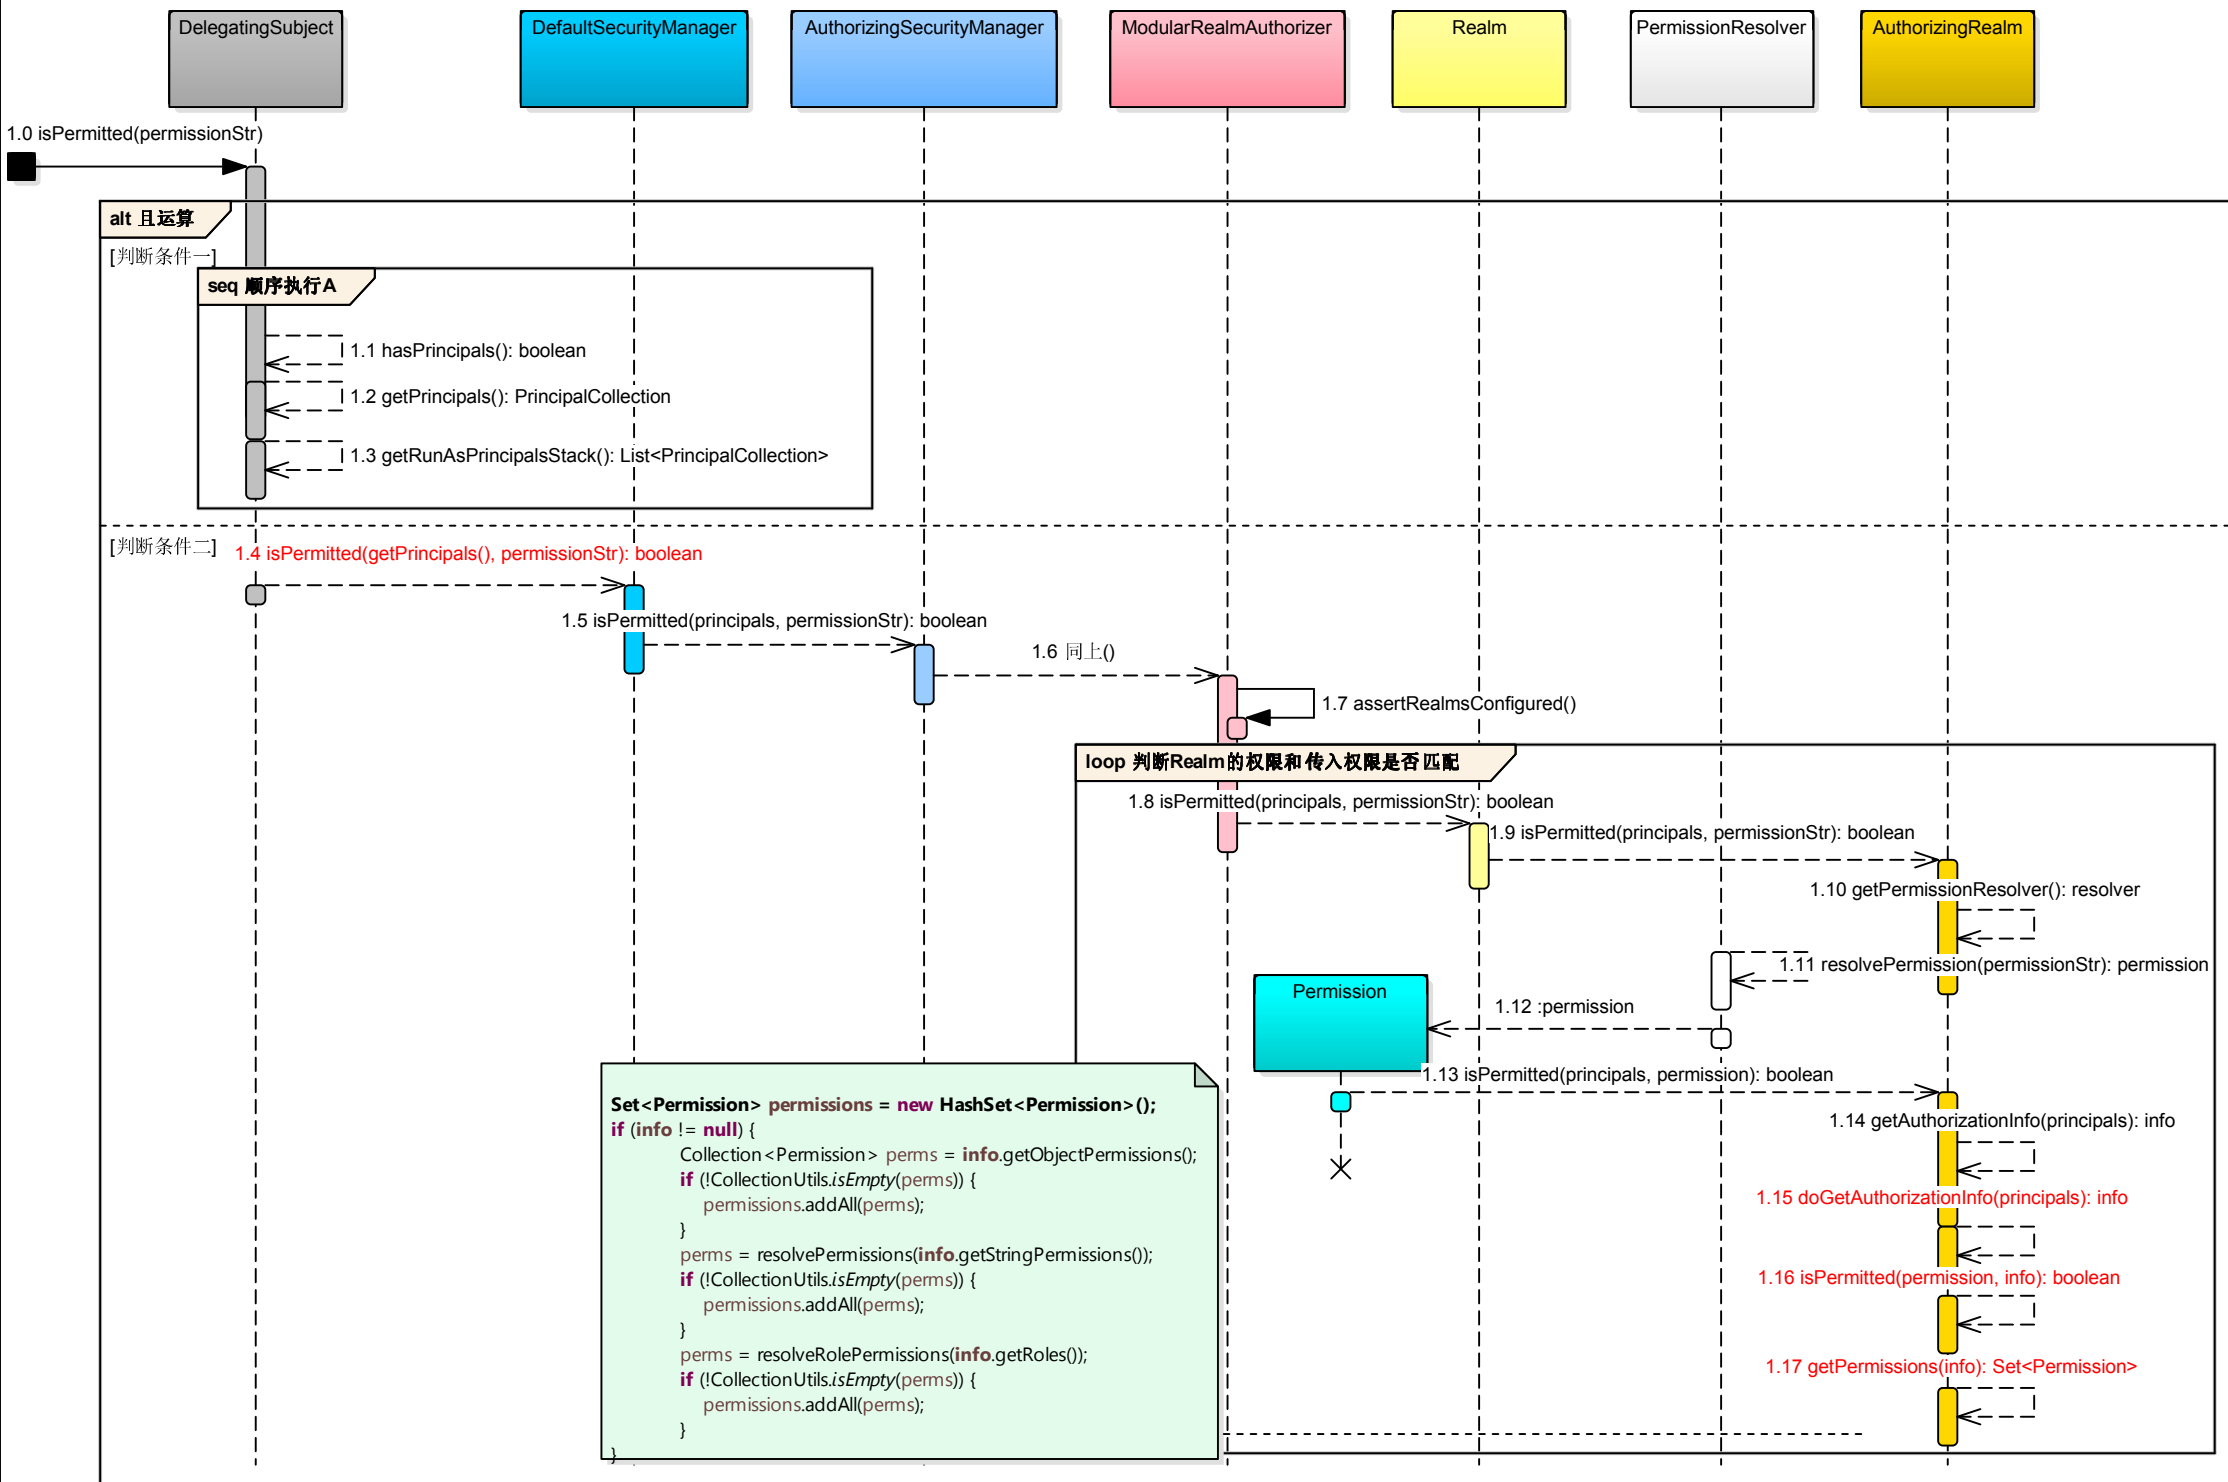 DelegatingSubject
DefaultSecurityManager
AuthorizingSecurityManager
ModularRealmAuthorizer
Realm
PermissionResolver
AuthorizingRealm
1.0 isPermitted(permissionStr)
alt 且运算
[判断条件一]
seq 顺序执行A
1.1 hasPrincipals(): boolean
1.2 getPrincipals(): PrincipalCollection
1.3 getRunAsPrincipalsStack(): List<PrincipalCollection>
[判断条件二]
1.4 isPermitted(getPrincipals(), permissionStr): boolean
1.5 isPermitted(principals, permissionStr): boolean
1.6 同上()
1.7 assertRealmsConfigured()
loop 判断Realm的权限和传入权限是否匹配
1.8 isPermitted(principals, permissionStr): boolean
1.9 isPermitted(principals, permissionStr): boolean
1.10 getPermissionResolver(): resolver
1.11 resolvePermission(permissionStr): permission
Permission
1.12 :permission
1.13 isPermitted(principals, permission): boolean
1.14 getAuthorizationInfo(principals): info
1.15 doGetAuthorizationInfo(principals): info
1.16 isPermitted(permission, info): boolean
1.17 getPermissions(info): Set<Permission>
Set<Permission> permissions = new HashSet<Permission>();
if (info != null) {
Collection<Permission> perms = info.getObjectPermissions();
if (!CollectionUtils.isEmpty(perms)) {
permissions.addAll(perms);
}
perms = resolvePermissions(info.getStringPermissions());
if (!CollectionUtils.isEmpty(perms)) {
permissions.addAll(perms);
}
perms = resolveRolePermissions(info.getRoles());
if (!CollectionUtils.isEmpty(perms)) {
permissions.addAll(perms);
}
}